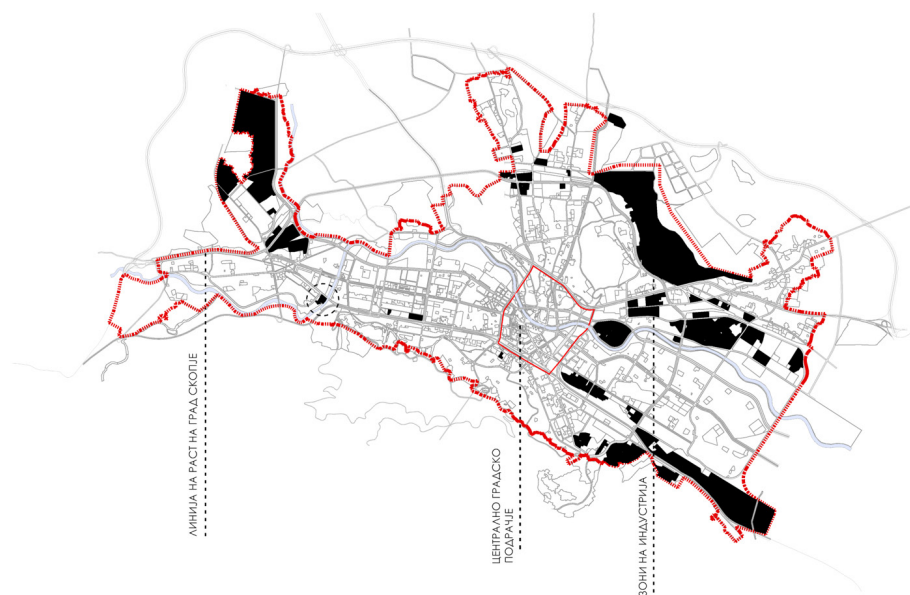 ЛИНИЈА НА РАСТ НА ГРАД СКОПЈЕ
ЦЕНТРАЛНО ГРАДСКО
ПОДРАЧЈЕ
ЗОНИ НА ИНДУСТРИЈА